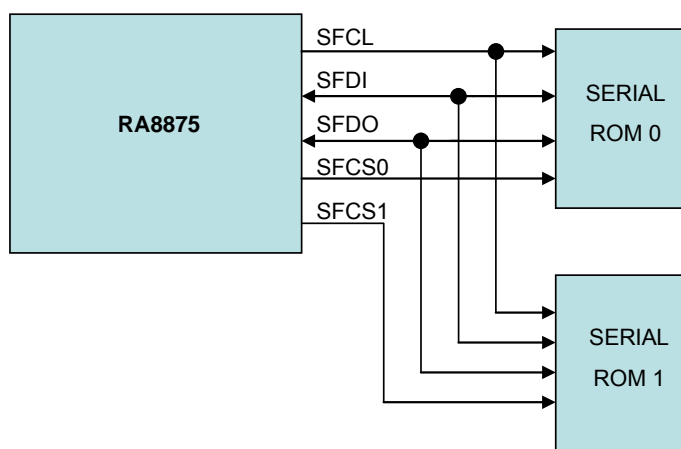 RA8875
SFCL
SFDI
SFDO
SFCS0
SFCS1
SERIAL
ROM 0
SERIAL
ROM 1